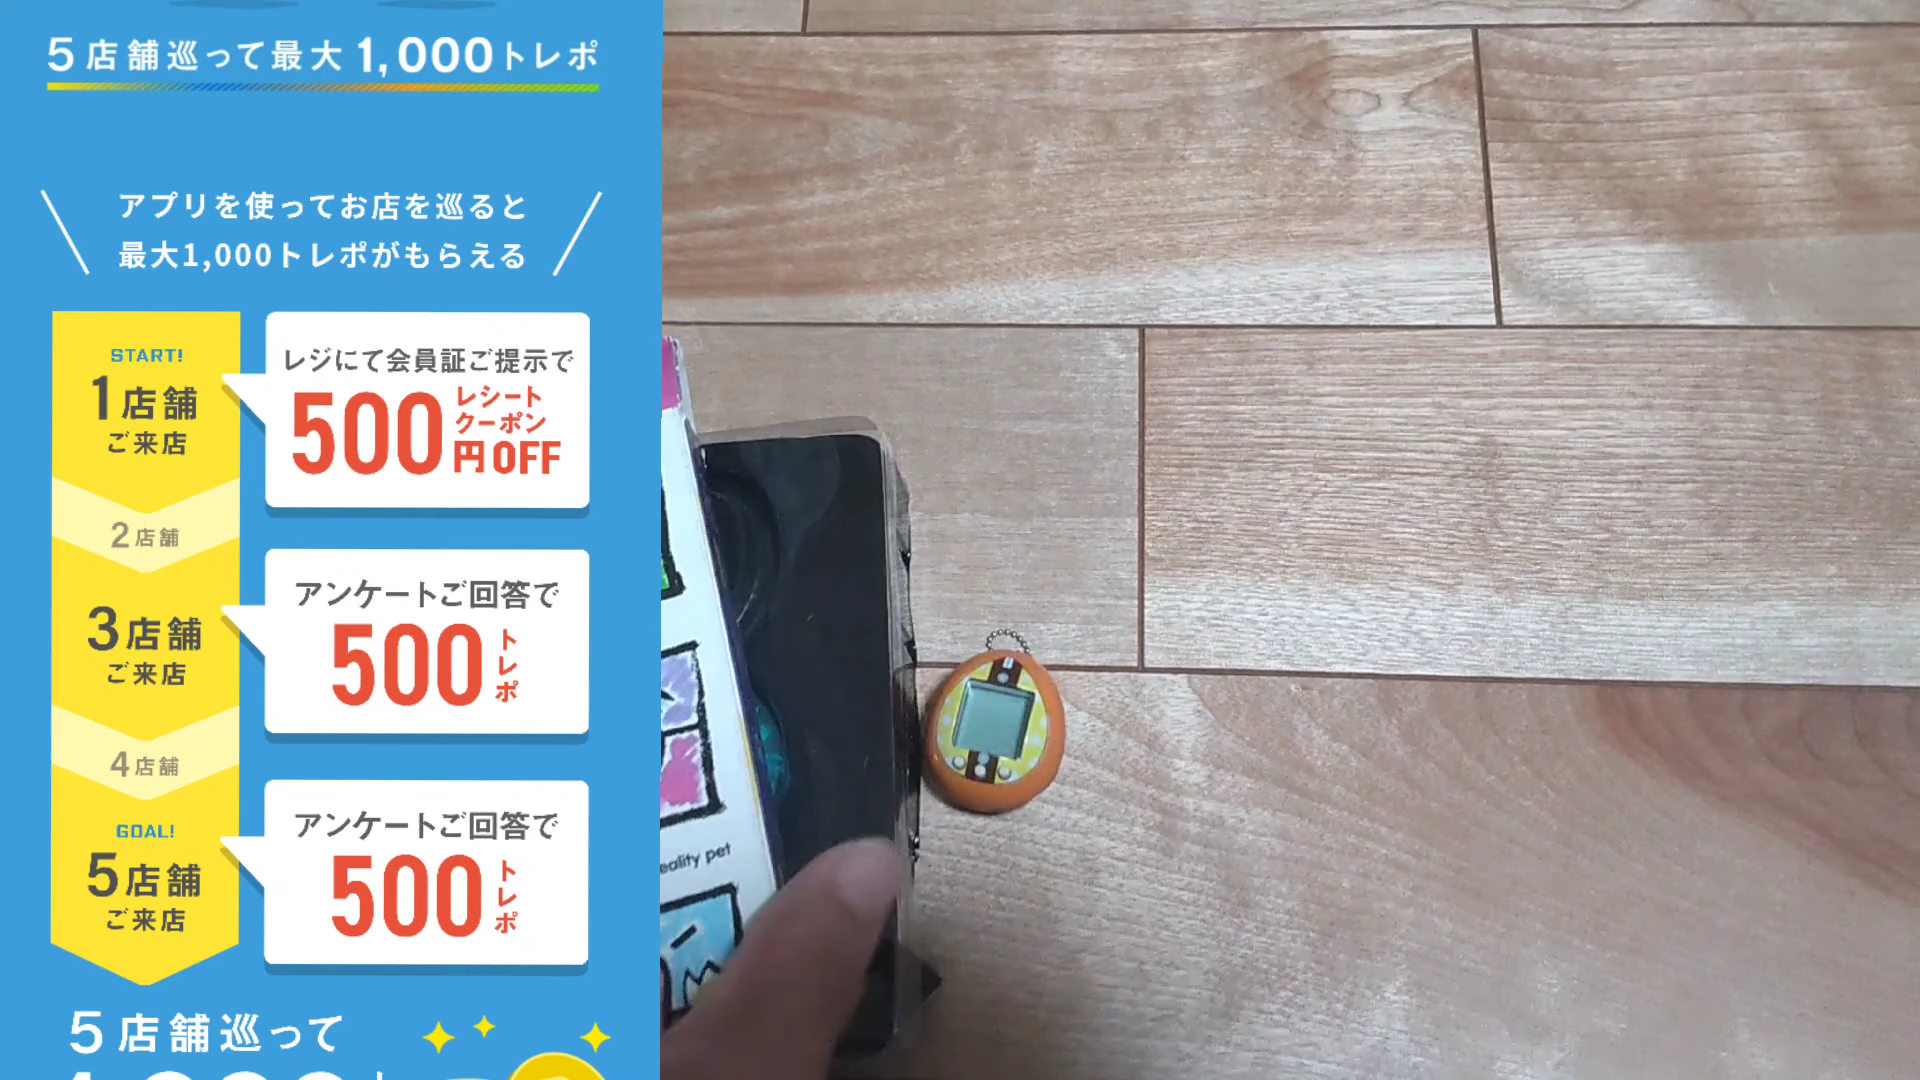 5店舗巡って最大1,000トレポ
アプリを使ってお店を巡ると
最大1,000トレポがもらえる
START!
1店舗
ご来店
レジにて会員証ご提示で
500
レシート
クーポン
円OFF
2店舗
3店舗
ご来店
アンケートご回答で
500
トレポ
4店舗
GOAL!
5店舗
ご来店
アンケートご回答で
500
トレポ
5店舗巡って
eality pet